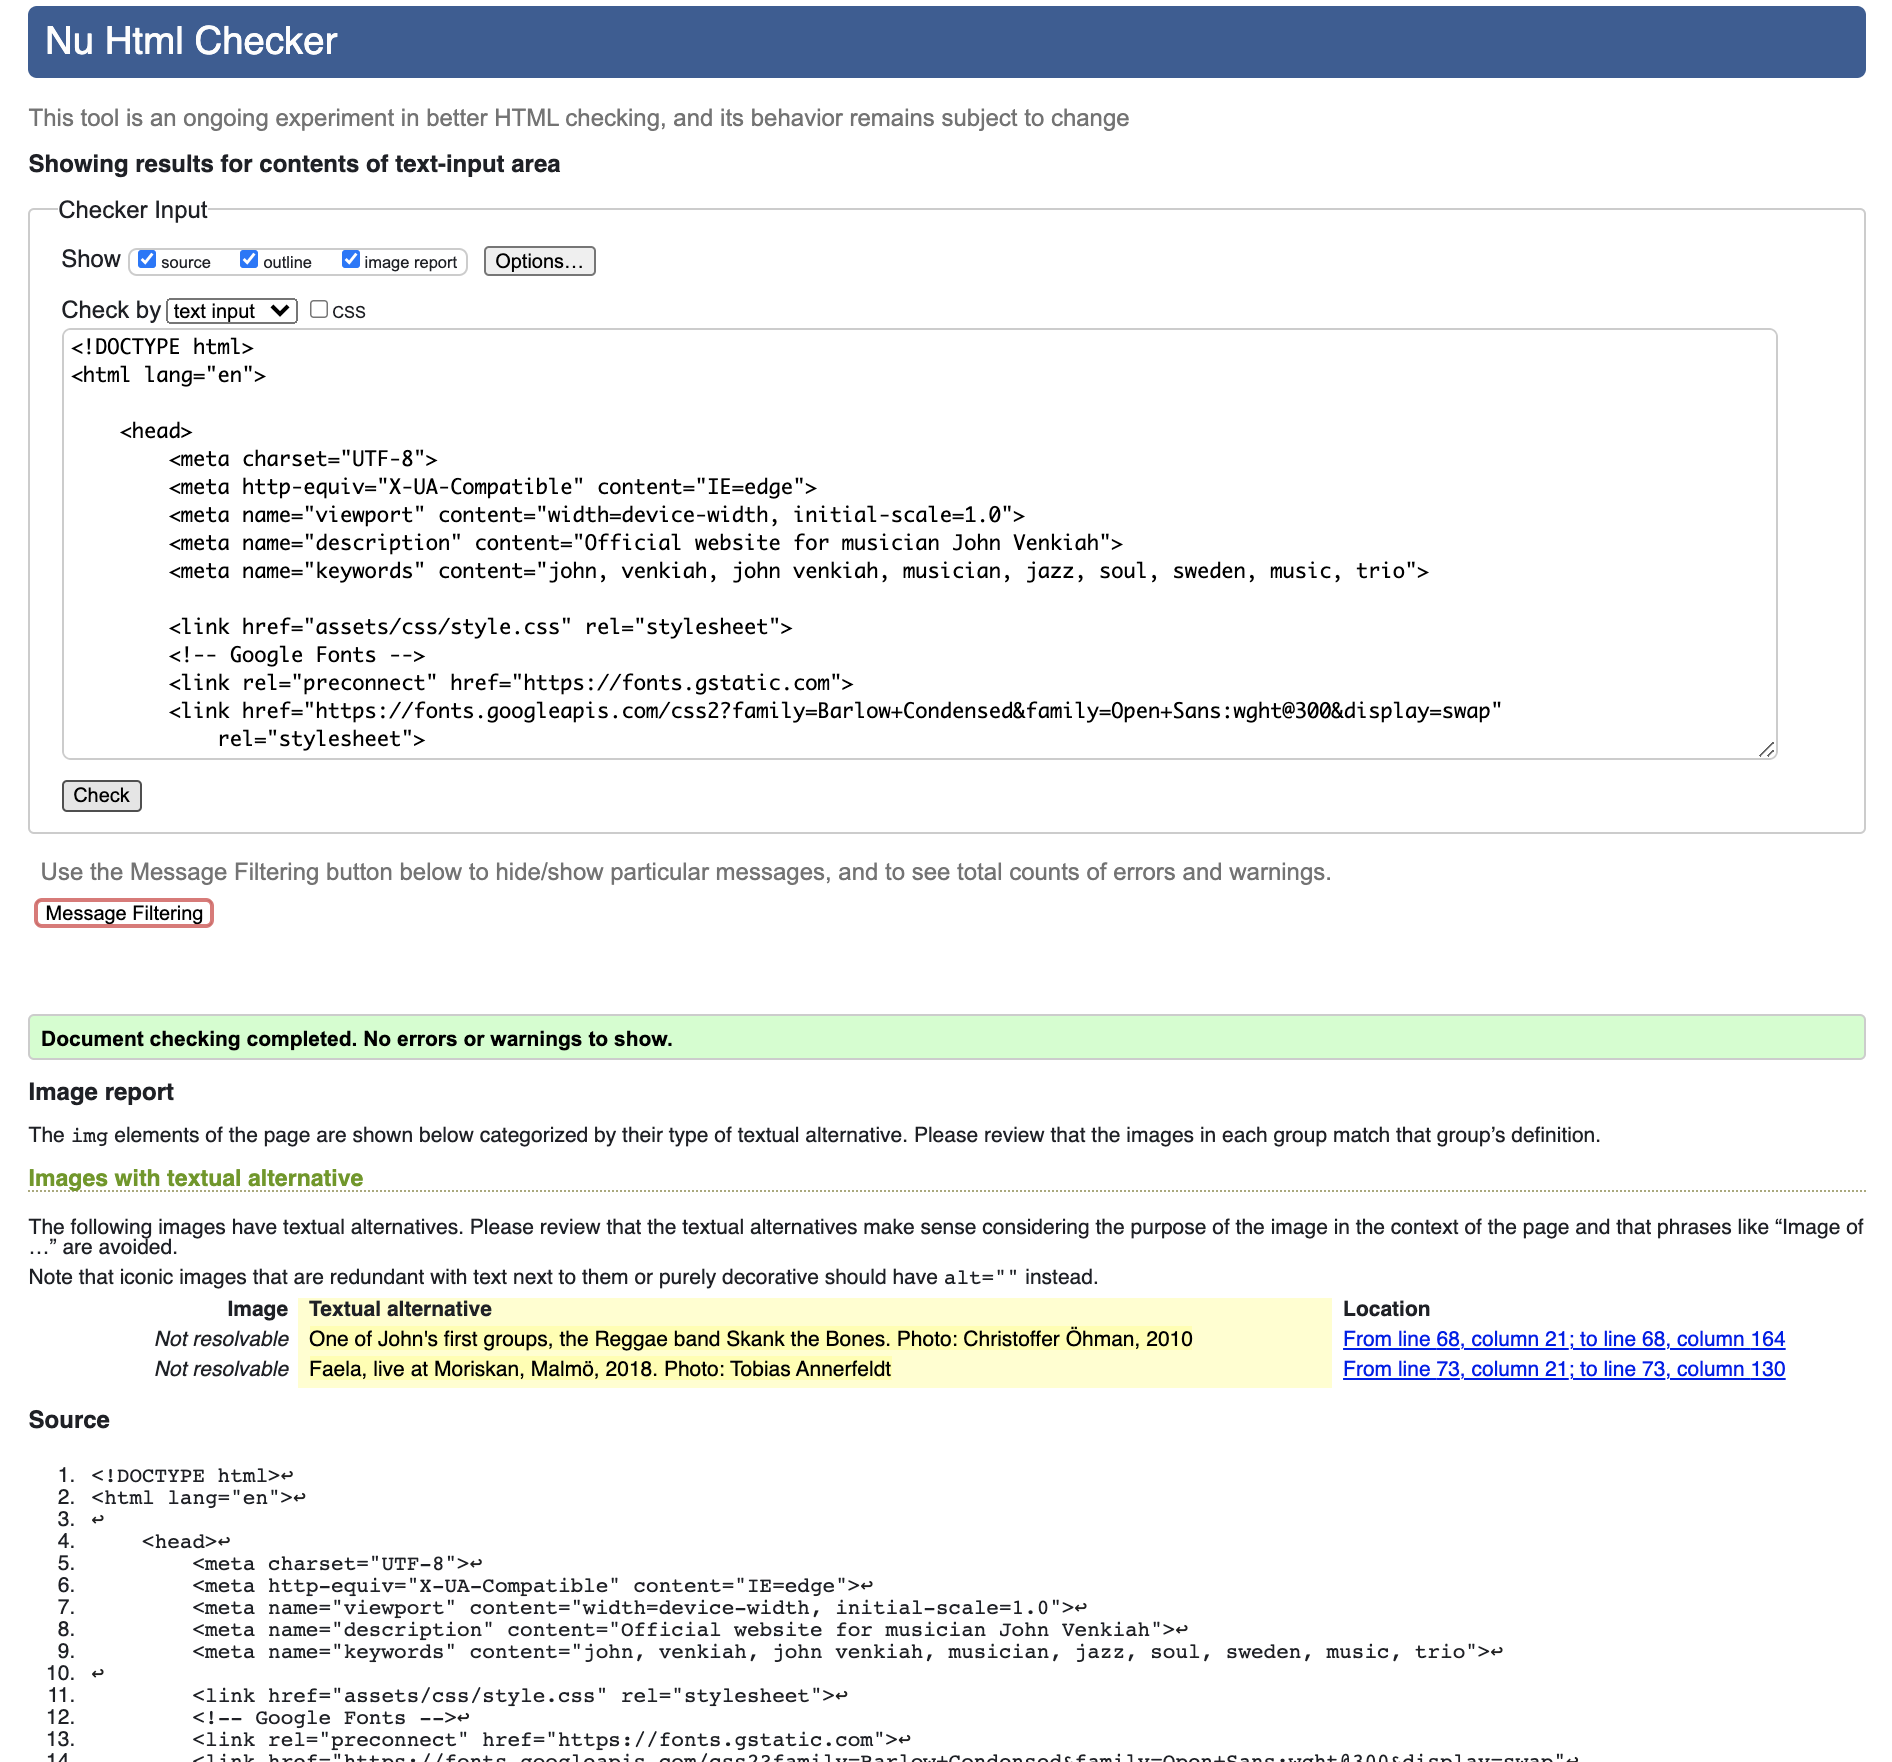 Nu Html Checker
This tool is an ongoing experiment in better HTML checking, and its behavior remains subject to change
Showing results for contents of text-input area
Checker Input
Show source outline image report Options…
Check by text input css
<!DOCTYPE html>
<html lang="en">
<head>
<meta charset="UTF-8">
<meta http-equiv="X-UA-Compatible" content="IE=edge">
<meta name="viewport" content="width=device-width, initial-scale=1.0">
<meta name="description" content="Official website for musician John Venkiah">
<meta name="keywords" content="john, venkiah, john venkiah, musician, jazz, soul, sweden, music, trio">
<link href="assets/css/style.css" rel="stylesheet">
<!-- Google Fonts -->
<link rel="preconnect" href="https://fonts.gstatic.com">
<link href="https://fonts.googleapis.com/css2?family=Barlow+Condensed&family=Open+Sans:wght@300&display=swap"
rel="stylesheet">
Check
Use the Message Filtering button below to hide/show particular messages, and to see total counts of errors and warnings.
Message Filtering
Document checking completed. No errors or warnings to show.
Image report
The img elements of the page are shown below categorized by their type of textual alternative. Please review that the images in each group match that group’s definition.
Images with textual alternative
The following images have textual alternatives. Please review that the textual alternatives make sense considering the purpose of the image in the context of the page and that phrases like “Image of
…” are avoided.
Note that iconic images that are redundant with text next to them or purely decorative should have alt="" instead.
Image Textual alternative Location
Not resolvable One of John's first groups, the Reggae band Skank the Bones. Photo: Christoffer Öhman, 2010 From line 68, column 21; to line 68, column 164
Not resolvable Faela, live at Moriskan, Malmö, 2018. Photo: Tobias Annerfeldt From line 73, column 21; to line 73, column 130
Source
1. <!DOCTYPE html>↩
2. <html lang="en">↩
3. ↩
4. <head>↩
5. <meta charset="UTF-8">↩
6. <meta http-equiv="X-UA-Compatible" content="IE=edge">↩
7. <meta name="viewport" content="width=device-width, initial-scale=1.0">↩
8. <meta name="description" content="Official website for musician John Venkiah">↩
9. <meta name="keywords" content="john, venkiah, john venkiah, musician, jazz, soul, sweden, music, trio">↩
10. ↩
11. <link href="assets/css/style.css" rel="stylesheet">↩
12. <!-- Google Fonts -->↩
13. <link rel="preconnect" href="https://fonts.gstatic.com">↩
14. <link href="https://fonts.googleapis.com/css2?family=Barlow+Condensed&family=Open+Sans:wght@300&display=swap"↩